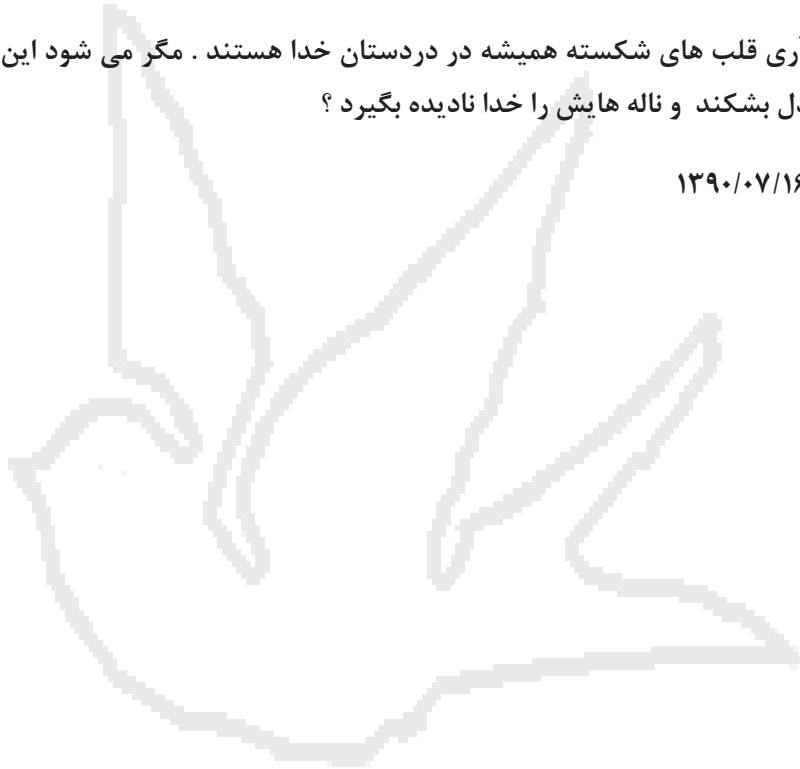 آری قلب های شکسته همیشه در دردستان خدا هستند . مگر می شود این
دل بشکند و ناله هایش را خدا نادیده بگیرد ؟
۱۳۹۰/۰۷/۱۶